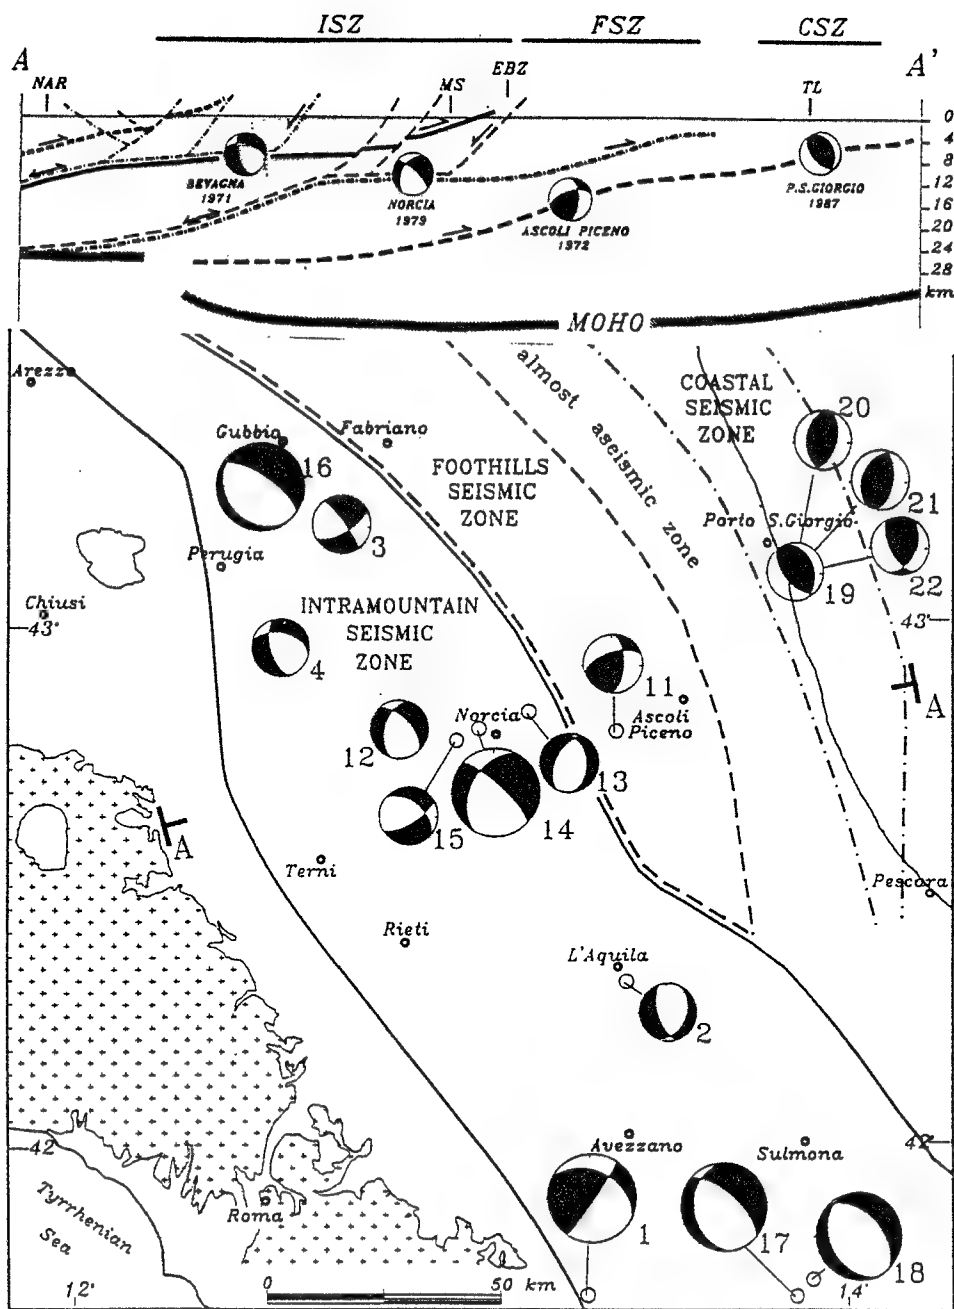 ISZ FSZ CSZ
A A'
NAR MS EBZ TL
0
4
8
12
16
20
24
28
km
BEVAGNA
1971
NORCIA
1979
ASCOLI PICENO
1972
P.S.GIORGIO
1987
MOHO
Arezzo
Gubbio
Fabriano
16
3
Perugia
Chiusi
43°
FOOTHILLS
SEISMIC
ZONE
almost aseismic zone
COASTAL
SEISMIC
ZONE
20
21
Porto S.Giorgio
19
22
43°
INTRAMOUNTAIN
SEISMIC
ZONE
4
11
Ascoli
Piceno
A
12
Norcia
13
14
15
A
Terni
Pescara
Rieti
L'Aquila
2
42
Avezzano
Sulmona
42°
1
17
18
Roma
Tyrrhenian
Sea
12°
0 50 km
14°